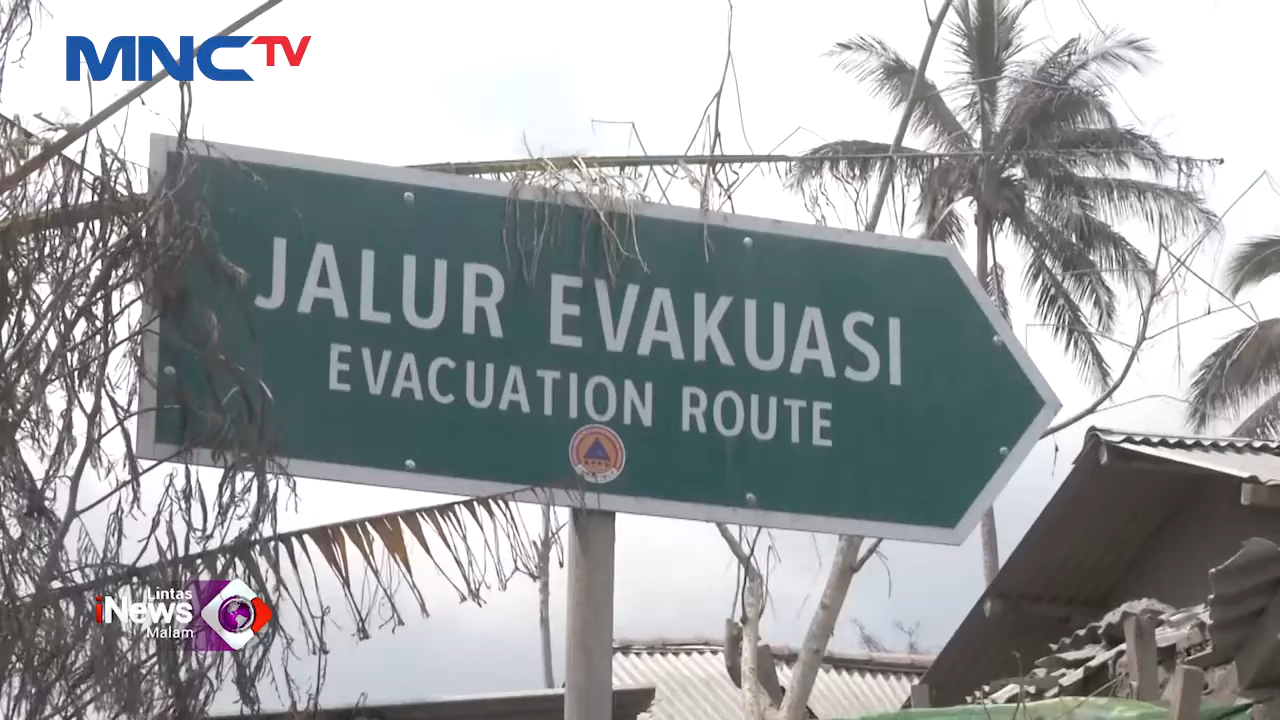 MNCTV
JALUR EVAKUASI
EVACUATION ROUTE
Lintas
iNews
Malam